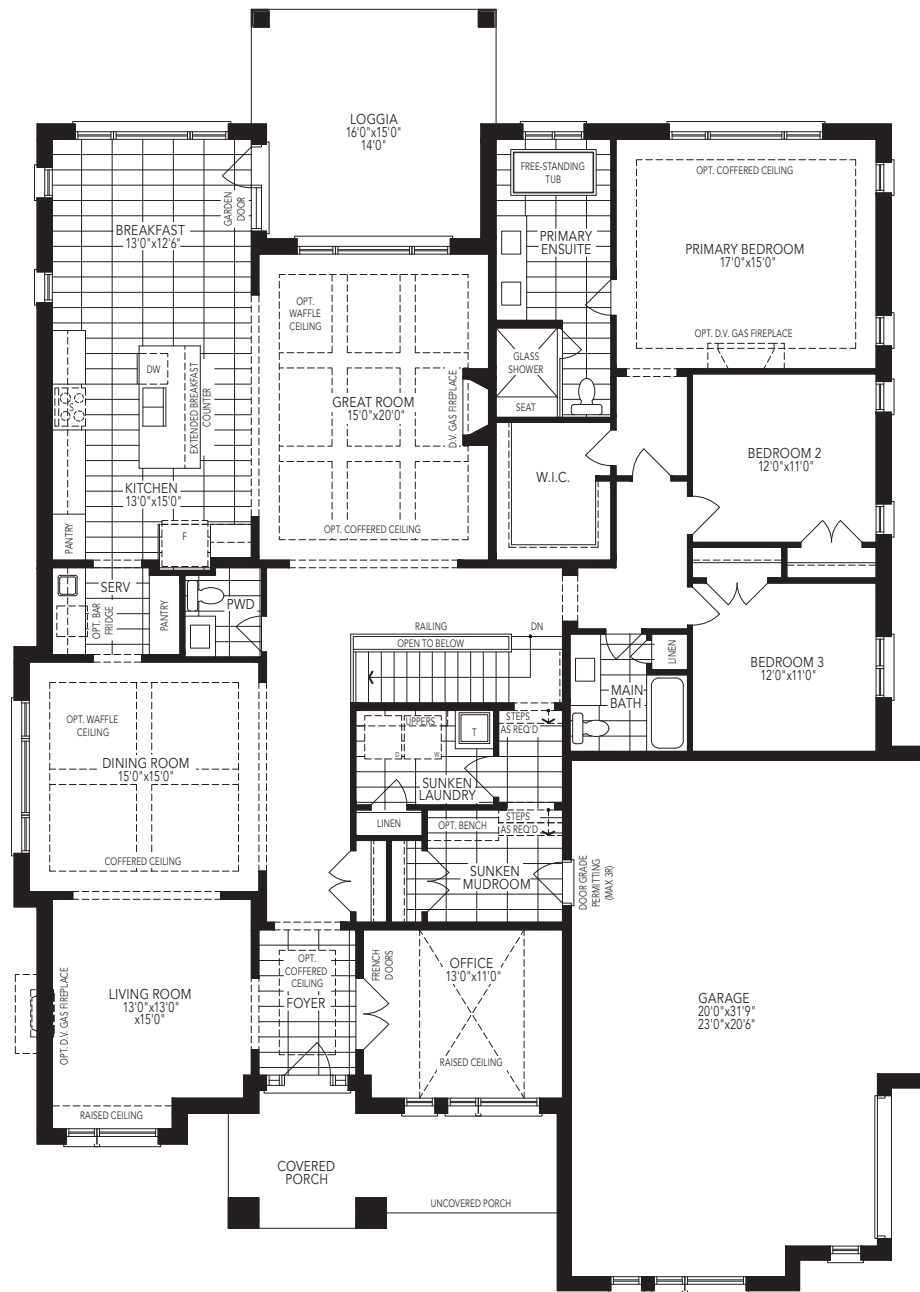 LOGGIA
16'0"x15'0"
14'0"
FREE-STANDING
TUB
OPT. COFFERED CEILING
GARDEN
DOOR
BREAKFAST
13'0"x12'6"
PRIMARY
ENSUITE
PRIMARY BEDROOM
17'0"x15'0"
OPT.
WAFFLE
CEILING
OPT. D.V. GAS FIREPLACE
GLASS
SHOWER
SEAT
DW
EXTENDED BREAKFAST
COUNTER
GREAT ROOM
15'0"x20'0"
D.V. GAS FIREPLACE
BEDROOM 2
12'0"x11'0"
W.I.C.
KITCHEN
13'0"x15'0"
OPT. COFFERED CEILING
PANTRY
F
SERV
OPT. BAR
FRIDGE
PANTRY
PWD
RAILING
DN
OPEN TO BELOW
LINEN
BEDROOM 3
12'0"x11'0"
MAIN
BATH
OPT. WAFFLE
CEILING
DINING ROOM
15'0"x15'0"
COFFERED CEILING
UPPERS
D
W
T
STEPS
AS REQ'D
SUNKEN
LAUNDRY
LINEN
OPT. BENCH
STEPS
AS REQ'D
SUNKEN
MUDROOM
DOOR GRADE
PERMITTING
(MAX 3R)
OPT. D.V. GAS FIREPLACE
LIVING ROOM
13'0"x13'0"
x15'0"
RAISED CEILING
OPT.
COFFERED
CEILING
FOYER
FRENCH
DOORS
OFFICE
13'0"x11'0"
RAISED CEILING
GARAGE
20'0"x31'9"
23'0"x20'6"
COVERED
PORCH
UNCOVERED PORCH